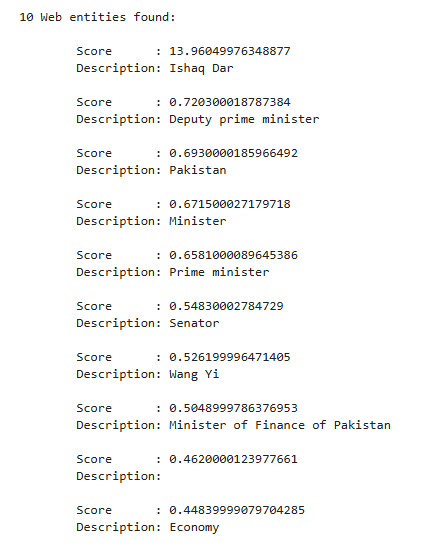 10 Web entities found:
Score : 13.96049976348877
Description: Ishaq Dar
Score : 0.720300018787384
Description: Deputy prime minister
Score : 0.6930000185966492
Description: Pakistan
Score : 0.671500027179718
Description: Minister
Score : 0.6581000089645386
Description: Prime minister
Score : 0.54830002784729
Description: Senator
Score : 0.526199996471405
Description: Wang Yi
Score : 0.5048999786376953
Description: Minister of Finance of Pakistan
Score : 0.4620000123977661
Description:
Score : 0.44839999079704285
Description: Economy